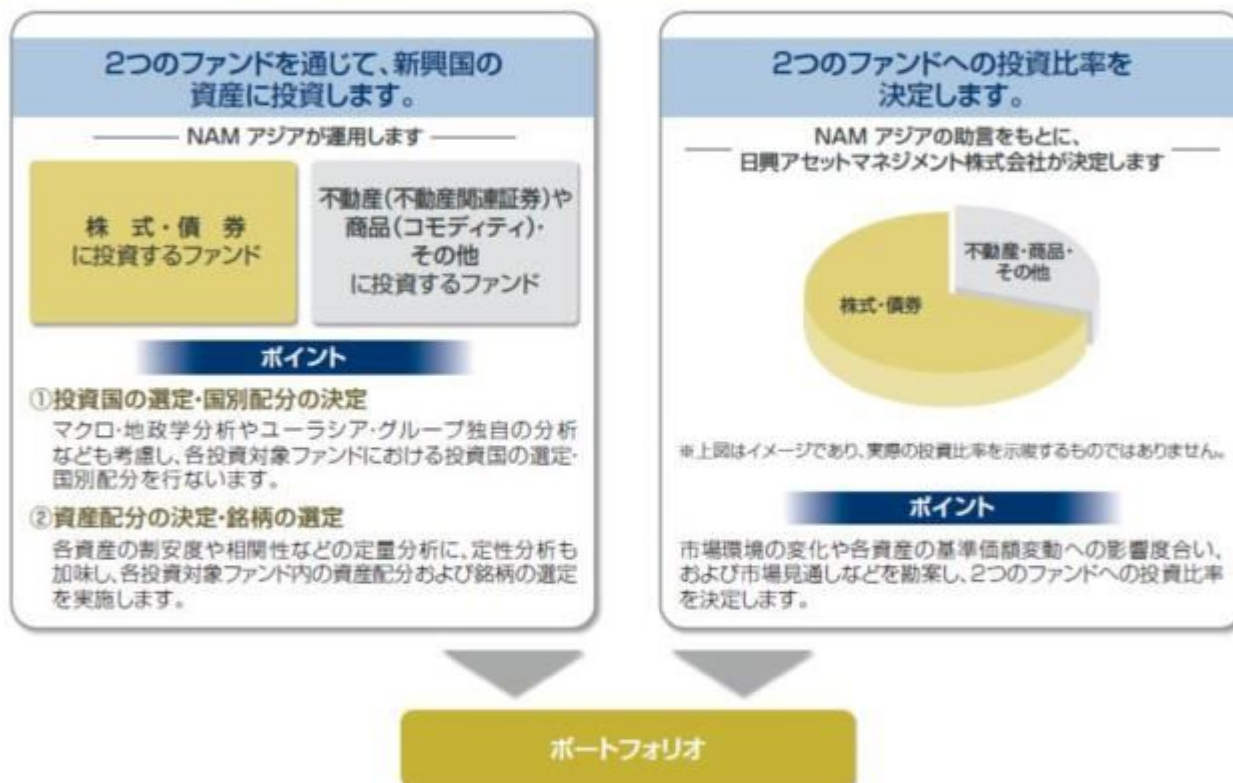 2つのファンドを通じて、新興国の
資産に投資します。
NAM アジアが運用します
株 式・債 券
に投資するファンド
不動産(不動産関連証券)や
商品(コモディティ)・
その他
に投資するファンド
ポイント
①投資国の選定・国別配分の決定
マクロ・地政学分析やユーラシア・グループ独自の分析
なども考慮し、各投資対象ファンドにおける投資国の選定・
国別配分を行ないます。
②資産配分の決定・銘柄の選定
各資産の割安度や相関性などの定量分析に、定性分析も
加味し、各投資対象ファンド内の資産配分および銘柄の選定
を実施します。
2つのファンドへの投資比率を
決定します。
NAM アジアの助言をもとに、
日興アセットマネジメント株式会社が決定します
不動産・商品・
その他
株式・債券
※上図はイメージであり、実際の投資比率を示唆するものではありません。
ポイント
市場環境の変化や各資産の基準価額変動への影響度合い、
および市場見通しなどを勘案し、2つのファンドへの投資比率
を決定します。
ポートフォリオ